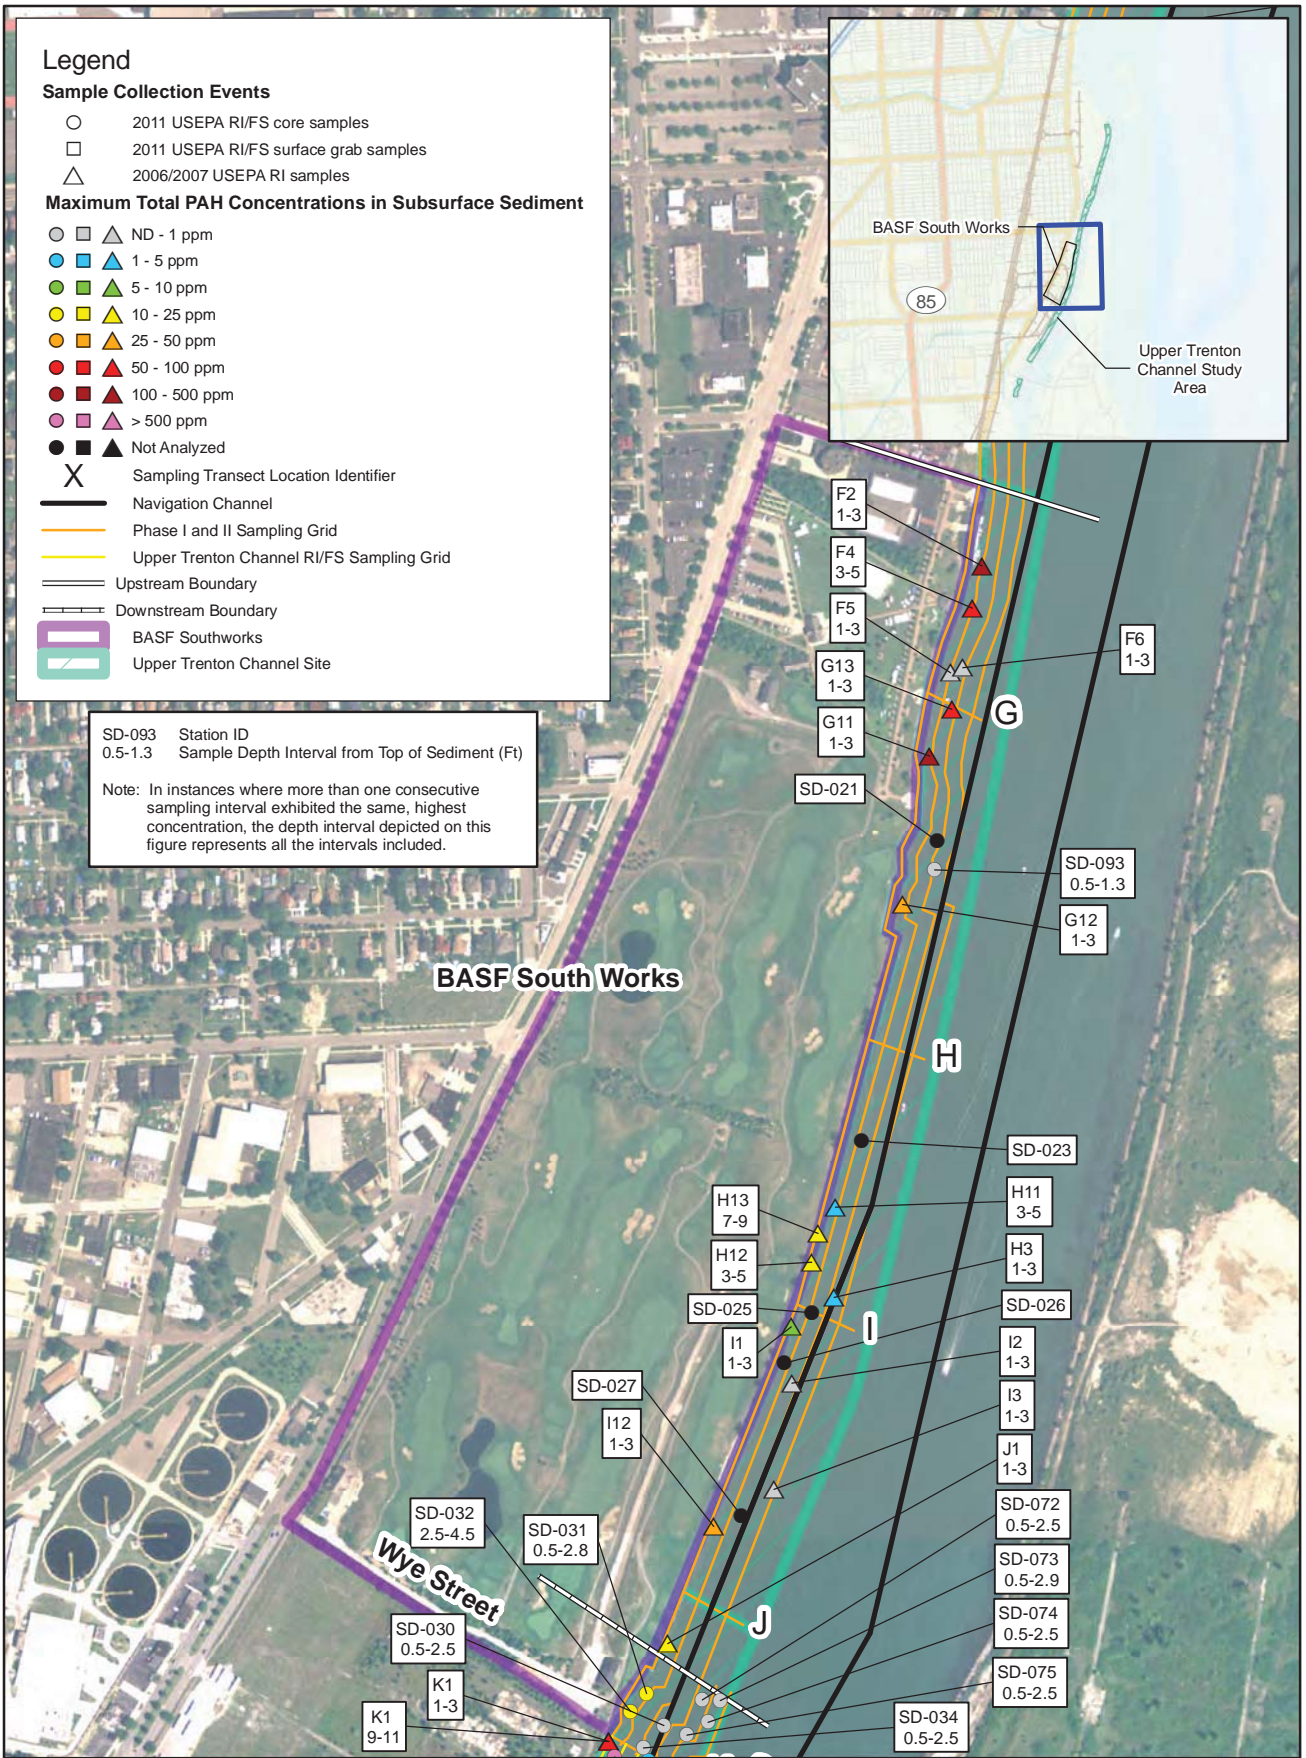 Legend
Sample Collection Events
2011 USEPA RI/FS core samples
2011 USEPA RI/FS surface grab samples
2006/2007 USEPA RI samples
Maximum Total PAH Concentrations in Subsurface Sediment
ND - 1 ppm
1 - 5 ppm
5 - 10 ppm
10 - 25 ppm
25 - 50 ppm
50 - 100 ppm
100 - 500 ppm
> 500 ppm
Not Analyzed
X Sampling Transect Location Identifier
Navigation Channel
Phase I and II Sampling Grid
Upper Trenton Channel RI/FS Sampling Grid
Upstream Boundary
Downstream Boundary
BASF Southworks
Upper Trenton Channel Site
SD-093 Station ID
0.5-1.3 Sample Depth Interval from Top of Sediment (Ft)
Note: In instances where more than one consecutive
sampling interval exhibited the same, highest
concentration, the depth interval depicted on this
figure represents all the intervals included.
BASF South Works
85
Upper Trenton
Channel Study
Area
F2
1-3
F4
3-5
F5
1-3
F6
1-3
G13
1-3
G
G11
1-3
SD-021
SD-093
0.5-1.3
G12
1-3
BASF South Works
H
SD-023
H13
7-9
H11
3-5
H12
3-5
H3
1-3
SD-025
SD-026
I
I1
1-3
I2
1-3
SD-027
I3
1-3
I12
1-3
J1
1-3
SD-032
2.5-4.5
SD-031
0.5-2.8
SD-072
0.5-2.5
Wye Street
SD-073
0.5-2.9
J
SD-074
0.5-2.5
SD-030
0.5-2.5
SD-075
0.5-2.5
K1
1-3
K1
9-11
SD-034
0.5-2.5